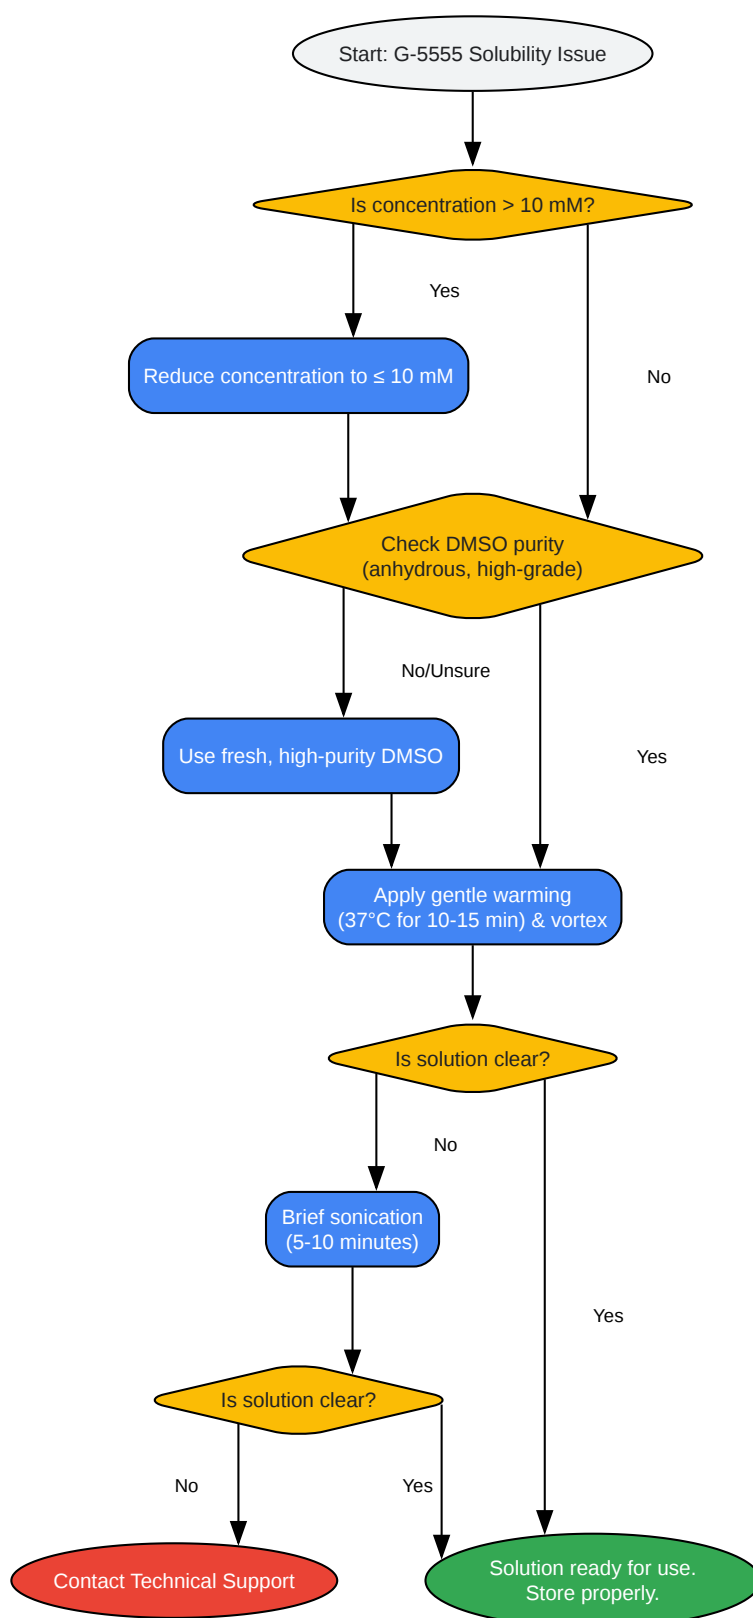 Start: G-5555 Solubility Issue
Is concentration > 10 mM?
Yes
Reduce concentration to ≤ 10 mM
No
Check DMSO purity
(anhydrous, high-grade)
No/Unsure
Use fresh, high-purity DMSO
Yes
Apply gentle warming
(37°C for 10-15 min) & vortex
Is solution clear?
No
Brief sonication
(5-10 minutes)
Yes
Is solution clear?
No
Yes
Contact Technical Support
Solution ready for use.
Store properly.